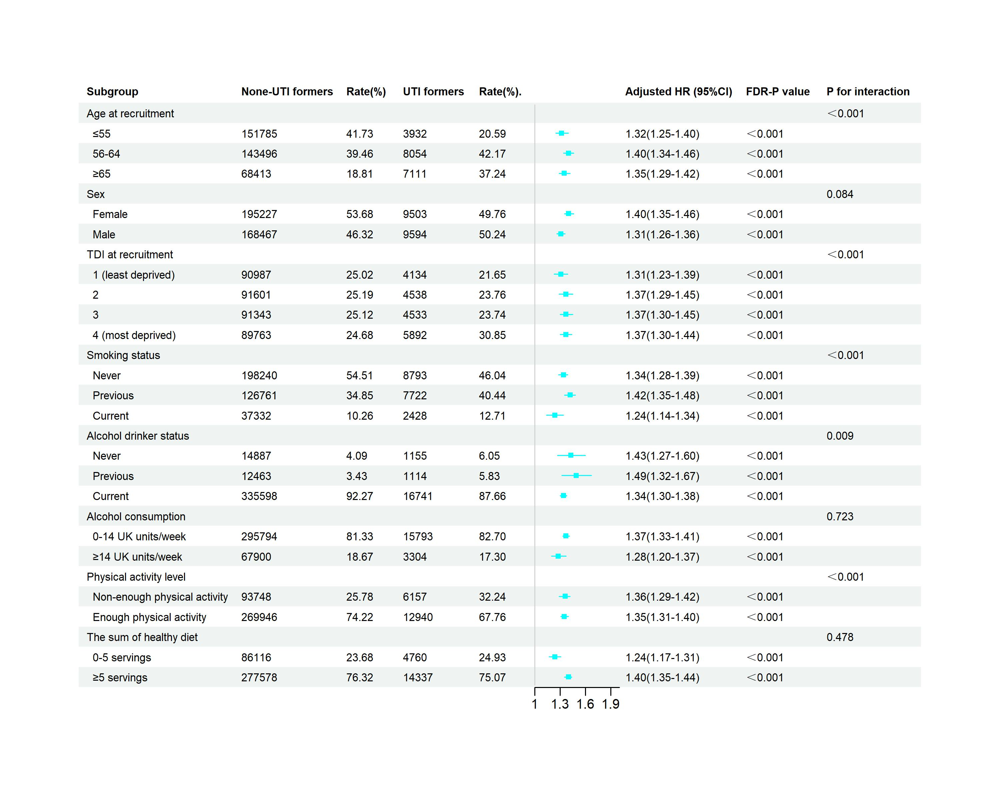 Subgroup None-UTI formers Rate(%) UTI formers Rate(%). Adjusted HR (95%CI) FDR-P value P for interaction
Age at recruitment <0.001
≤55 151785 41.73 3932 20.59 1.32(1.25-1.40) <0.001
56-64 143496 39.46 8054 42.17 1.40(1.34-1.46) <0.001
≥65 68413 18.81 7111 37.24 1.35(1.29-1.42) <0.001
Sex 0.084
Female 195227 53.68 9503 49.76 1.40(1.35-1.46) <0.001
Male 168467 46.32 9594 50.24 1.31(1.26-1.36) <0.001
TDI at recruitment <0.001
1 (least deprived) 90987 25.02 4134 21.65 1.31(1.23-1.39) <0.001
2 91601 25.19 4538 23.76 1.37(1.29-1.45) <0.001
3 91343 25.12 4533 23.74 1.37(1.30-1.45) <0.001
4 (most deprived) 89763 24.68 5892 30.85 1.37(1.30-1.44) <0.001
Smoking status <0.001
Never 198240 54.51 8793 46.04 1.34(1.28-1.39) <0.001
Previous 126761 34.85 7722 40.44 1.42(1.35-1.48) <0.001
Current 37332 10.26 2428 12.71 1.24(1.14-1.34) <0.001
Alcohol drinker status 0.009
Never 14887 4.09 1155 6.05 1.43(1.27-1.60) <0.001
Previous 12463 3.43 1114 5.83 1.49(1.32-1.67) <0.001
Current 335598 92.27 16741 87.66 1.34(1.30-1.38) <0.001
Alcohol consumption 0.723
0-14 UK units/week 295794 81.33 15793 82.70 1.37(1.33-1.41) <0.001
≥14 UK units/week 67900 18.67 3304 17.30 1.28(1.20-1.37) <0.001
Physical activity level <0.001
Non-enough physical activity 93748 25.78 6157 32.24 1.36(1.29-1.42) <0.001
Enough physical activity 269946 74.22 12940 67.76 1.35(1.31-1.40) <0.001
The sum of healthy diet 0.478
0-5 servings 86116 23.68 4760 24.93 1.24(1.17-1.31) <0.001
≥5 servings 277578 76.32 14337 75.07 1.40(1.35-1.44) <0.001
1 1.3 1.6 1.9